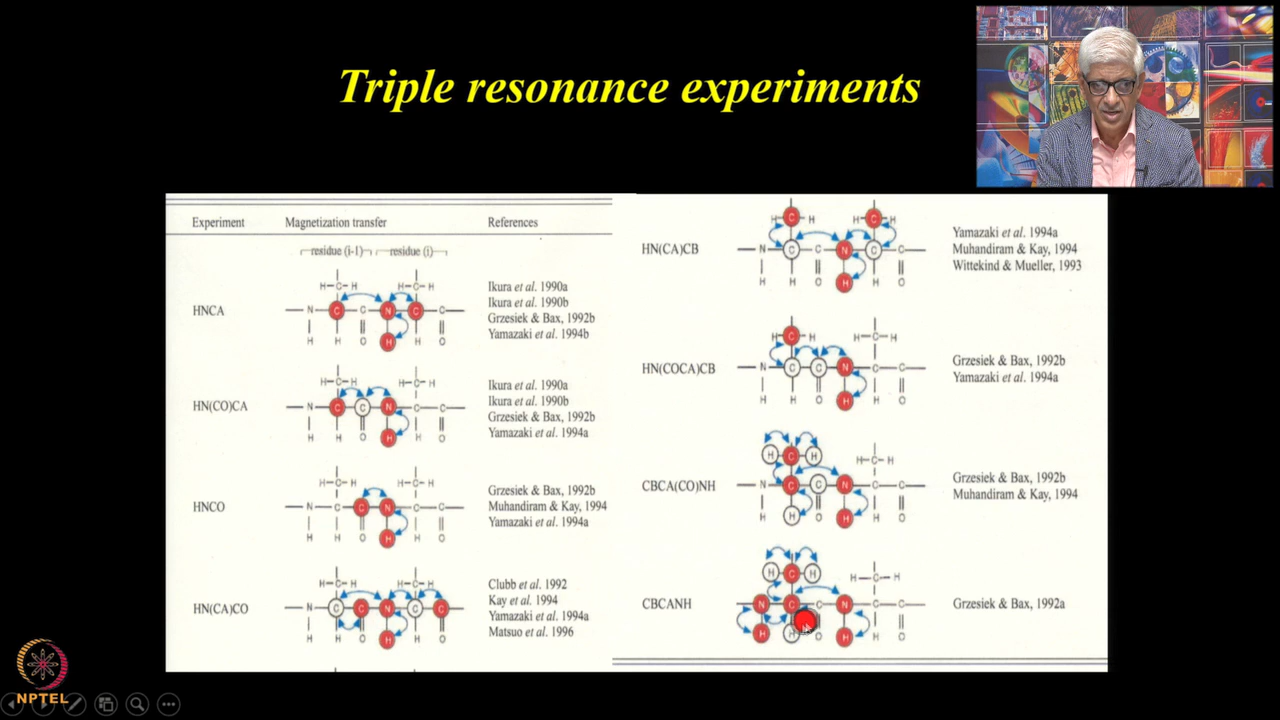 Triple resonance experiments
Experiment Magnetization transfer References
residue (i-1) residue (i)
HNCA
H-C-H H-C-H
N C C N C C
H H O H H O
Ikura et al. 1990a
Ikura et al. 1990b
Grzesiek & Bax, 1992b
Yamazaki et al. 1994b
HN(CO)CA
H-C-H H-C-H
N C C N C C
H H O H H O
Ikura et al. 1990a
Ikura et al. 1990b
Grzesiek & Bax, 1992b
Yamazaki et al. 1994a
HNCO
H-C-H H-C-H
N C C N C C
H H O H H O
Grzesiek & Bax, 1992b
Muhandiram & Kay, 1994
Yamazaki et al. 1994a
HN(CA)CO
H-C-H H-C-H
N C C N C C
H H O H H O
Clubb et al. 1992
Kay et al. 1994
Yamazaki et al. 1994a
Matsuo et al. 1996
HN(CA)CB
H C H H C H
N C C N C C
H H O H H O
Yamazaki et al. 1994a
Muhandiram & Kay, 1994
Wittekind & Mueller, 1993
HN(COCA)CB
H C H H-C-H
N C C N C C
H H O H H O
Grzesiek & Bax, 1992b
Yamazaki et al. 1994a
CBCA(CO)NH
H C H H-C-H
N C C N C C
H H O H H O
Grzesiek & Bax, 1992b
Muhandiram & Kay, 1994
CBCANH
H C H H-C-H
N C C N C C
H H O H H O
Grzesiek & Bax, 1992a
NPTEL